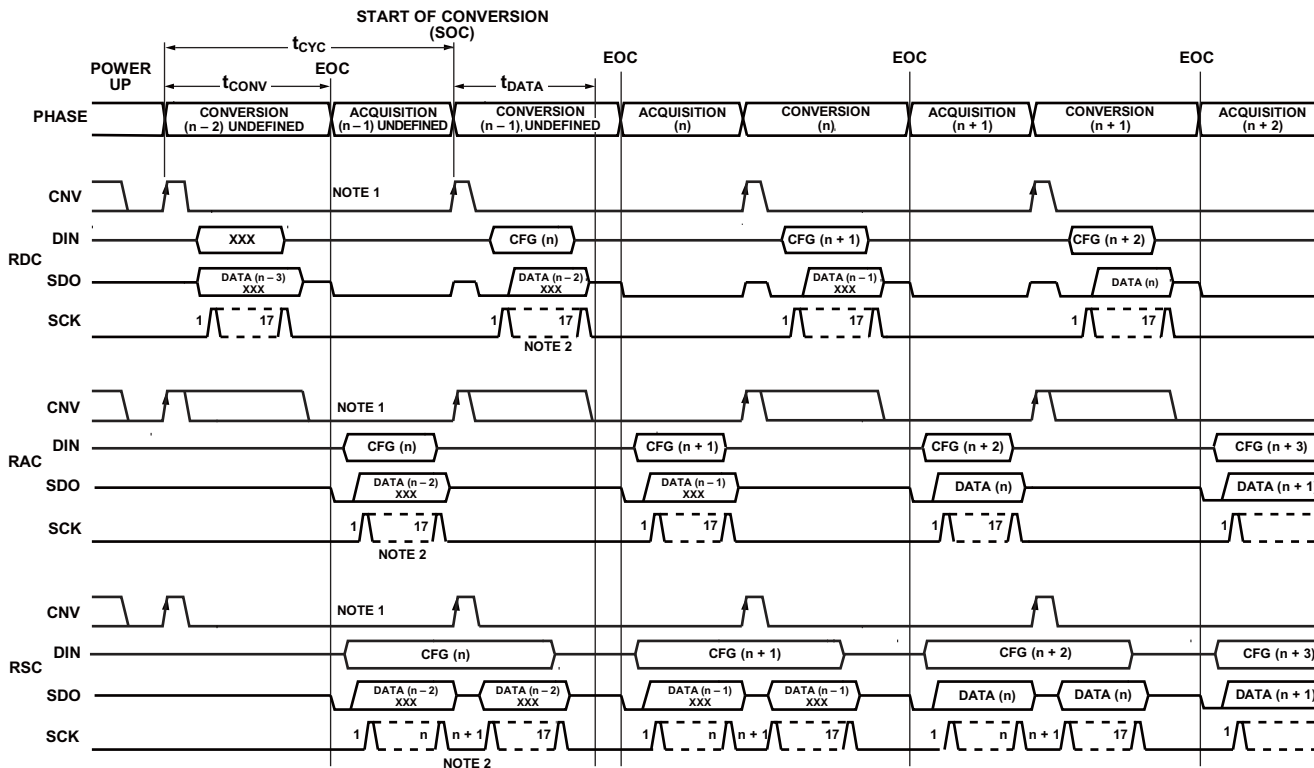 START OF CONVERSION
(SOC)
tCYC
POWER
UP
tCONV
EOC
tDATA
EOC
EOC
EOC
PHASE
CONVERSION
(n – 2) UNDEFINED
ACQUISITION
(n – 1) UNDEFINED
CONVERSION
(n – 1) UNDEFINED
ACQUISITION
(n)
CONVERSION
(n)
ACQUISITION
(n + 1)
CONVERSION
(n + 1)
ACQUISITION
(n + 2)
CNV
NOTE 1
RDC
DIN
XXX
CFG (n)
CFG (n + 1)
CFG (n + 2)
SDO
DATA (n – 3)
XXX
DATA (n – 2)
XXX
DATA (n – 1)
XXX
DATA (n)
SCK
1 17
1 17
1 17
1 17
NOTE 2
CNV
NOTE 1
RAC
DIN
CFG (n)
CFG (n + 1)
CFG (n + 2)
CFG (n + 3)
SDO
DATA (n – 2)
XXX
DATA (n – 1)
XXX
DATA (n)
DATA (n + 1
SCK
1 17
1 17
1 17
1
NOTE 2
CNV
NOTE 1
RSC
DIN
CFG (n)
CFG (n + 1)
CFG (n + 2)
CFG (n + 3)
SDO
DATA (n – 2)
XXX
DATA (n – 2)
XXX
DATA (n – 1)
XXX
DATA (n – 1)
XXX
DATA (n)
DATA (n)
DATA (n + 1)
SCK
1 n n + 1 17
1 n n + 1 17
1 n n + 1 17
1
NOTE 2